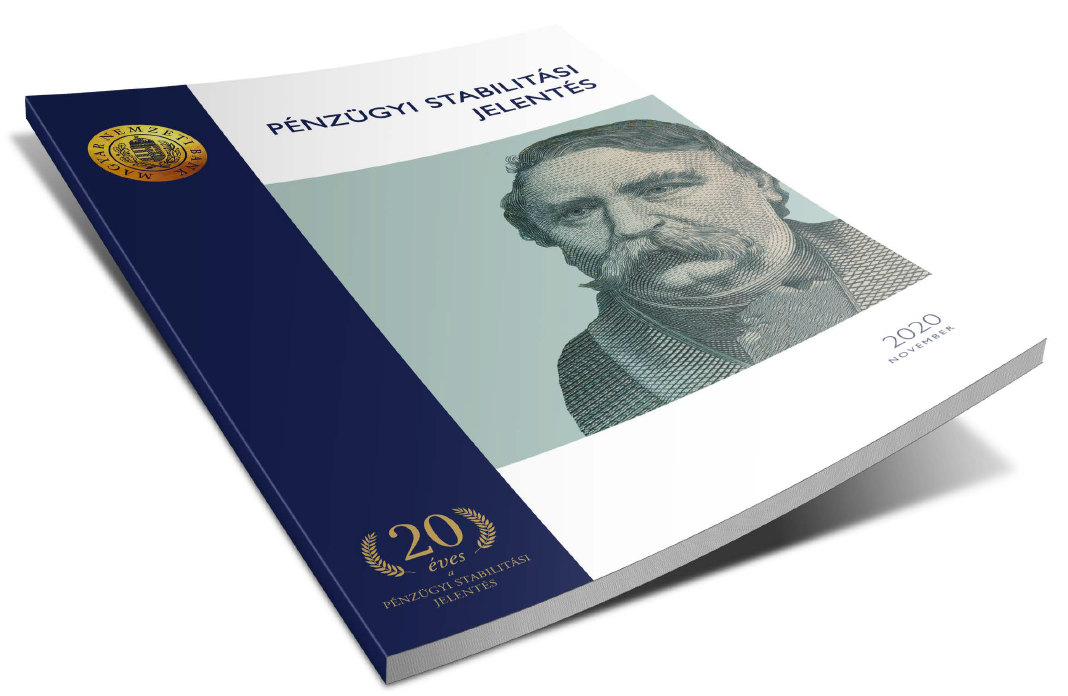 MAGYAR NEMZETI BANK
PÉNZÜGYI STABILITÁSI
JELENTÉS
2020
NOVEMBER
20
éves
a
PÉNZÜGYI STABILITÁSI
JELENTÉS